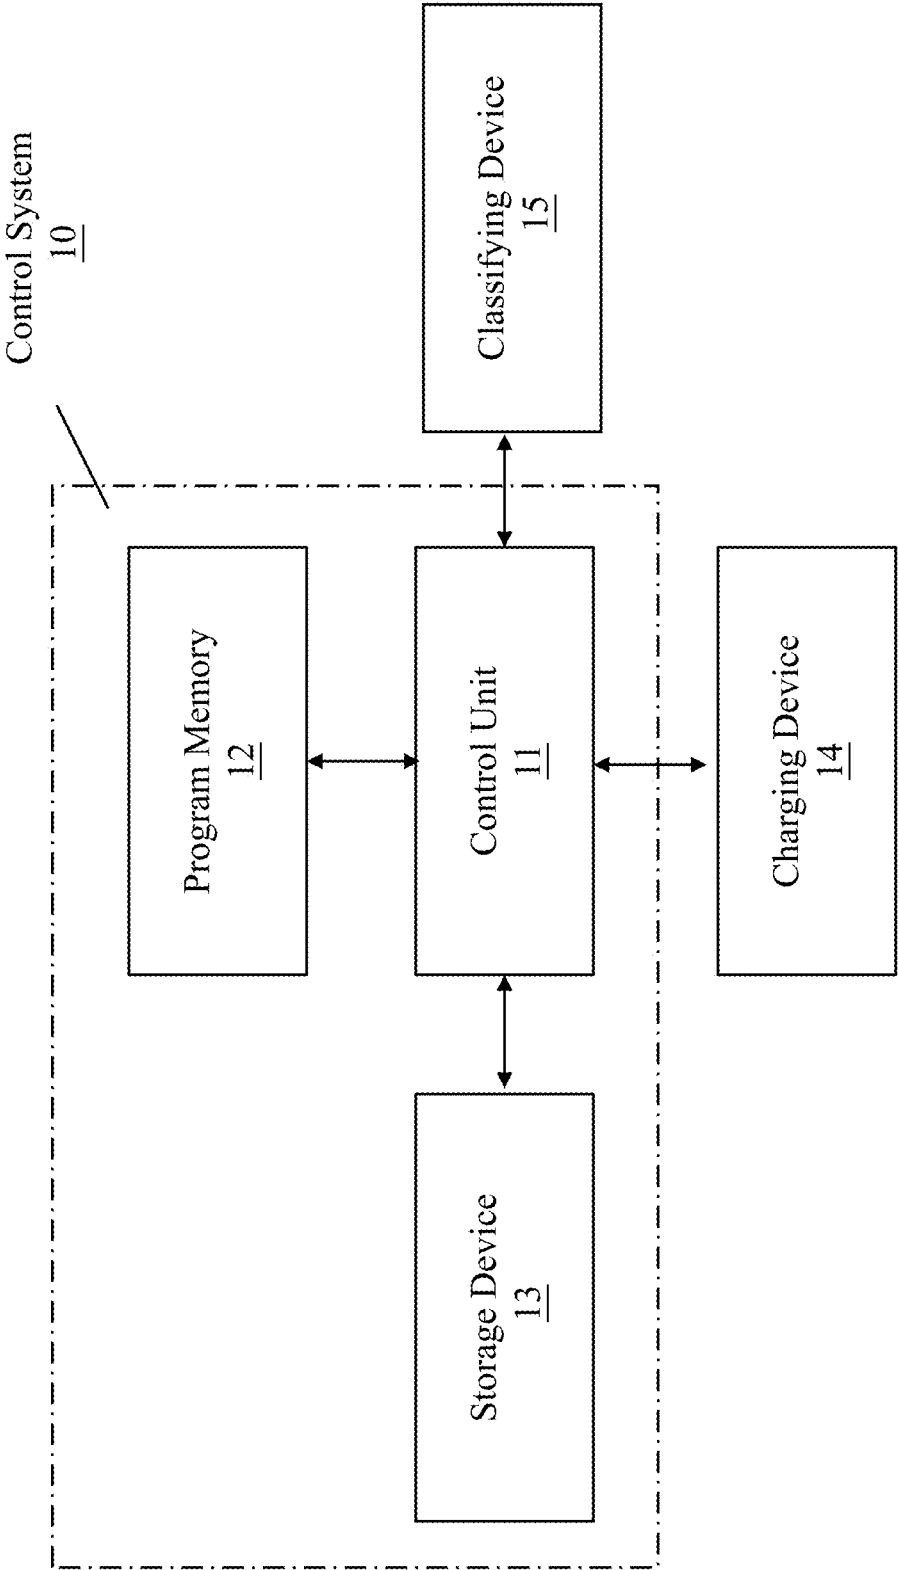 Control System
10
Program Memory
12
Storage Device
13
Control Unit
11
Classifying Device
15
Charging Device
14